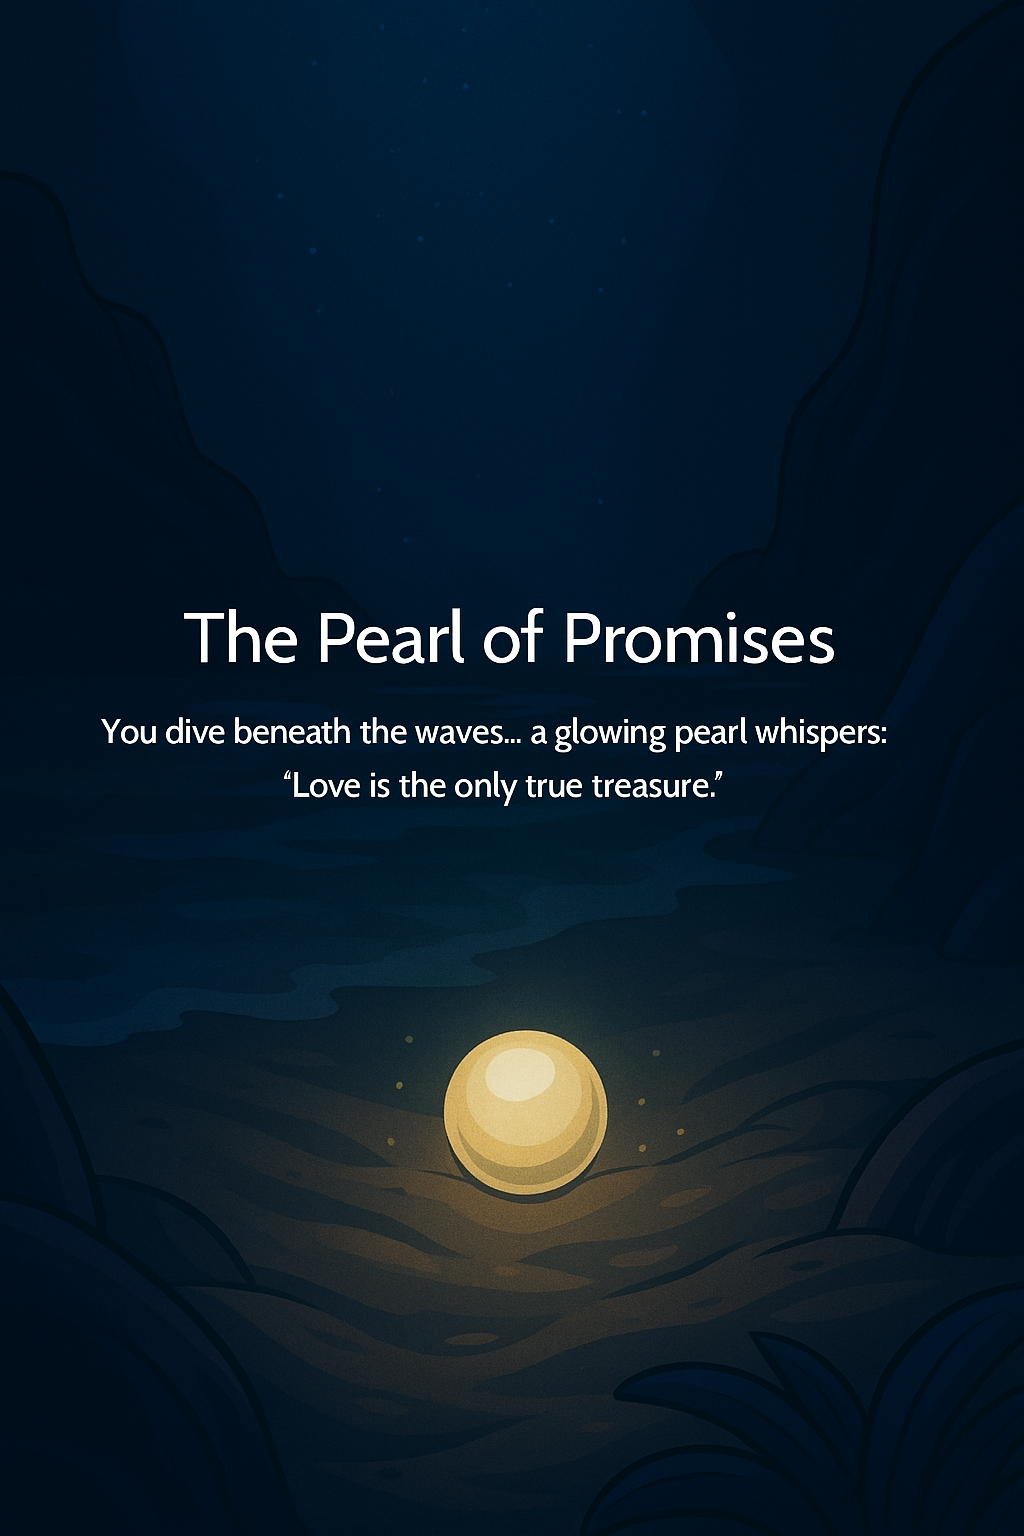 The Pearl of Promises
You dive beneath the waves... a glowing pearl whispers:
“Love is the only true treasure.”